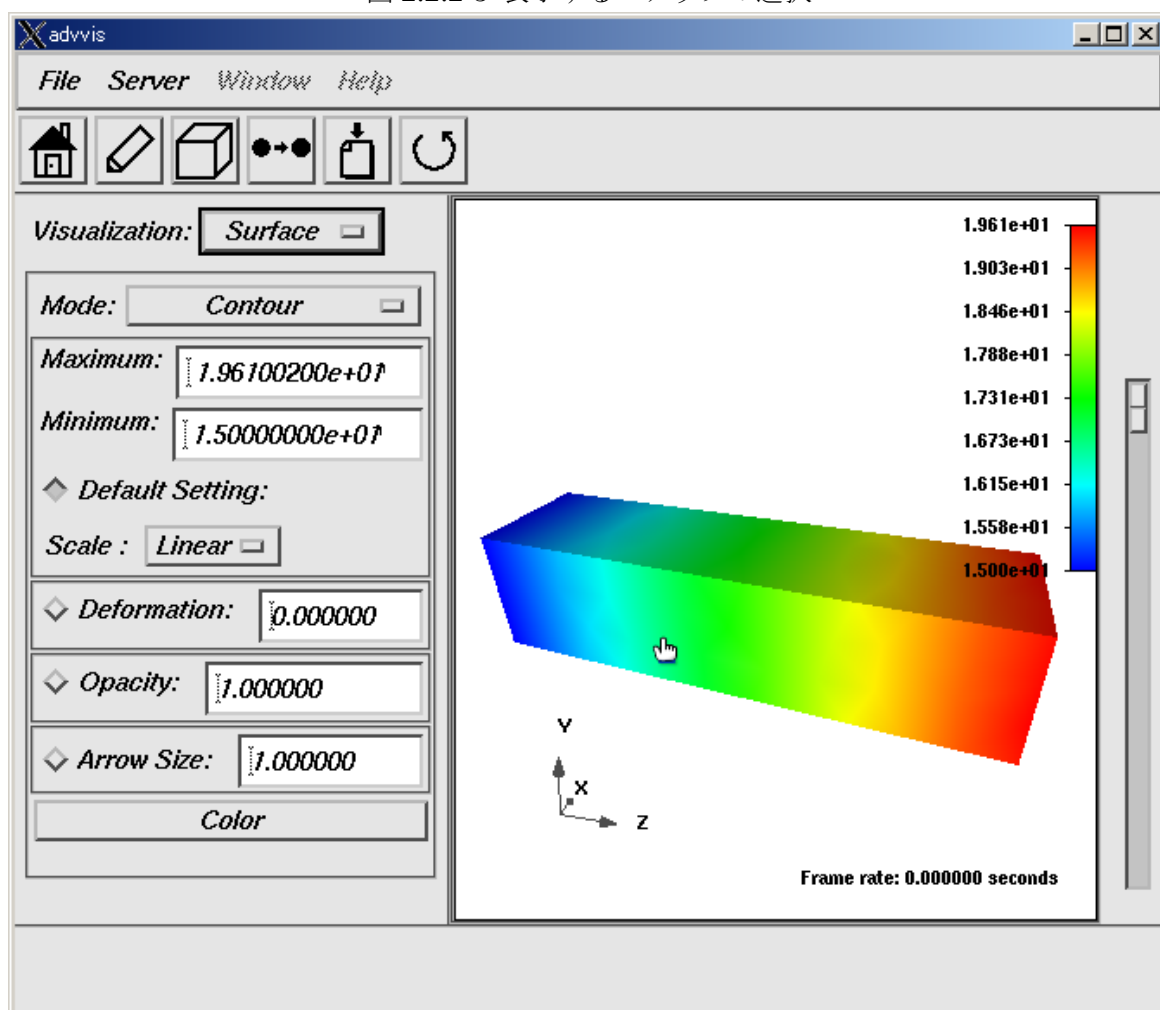 advvis
File Server Window Help
Visualization: Surface
Mode: Contour
Maximum: 1.96100200e+01
Minimum: 1.50000000e+01
Default Setting:
Scale : Linear
Deformation: 0.000000
Opacity: 1.000000
Arrow Size: 1.000000
Color
1.961e+01
1.903e+01
1.846e+01
1.788e+01
1.731e+01
1.673e+01
1.615e+01
1.558e+01
1.500e+01
Y
X
Z
Frame rate: 0.000000 seconds